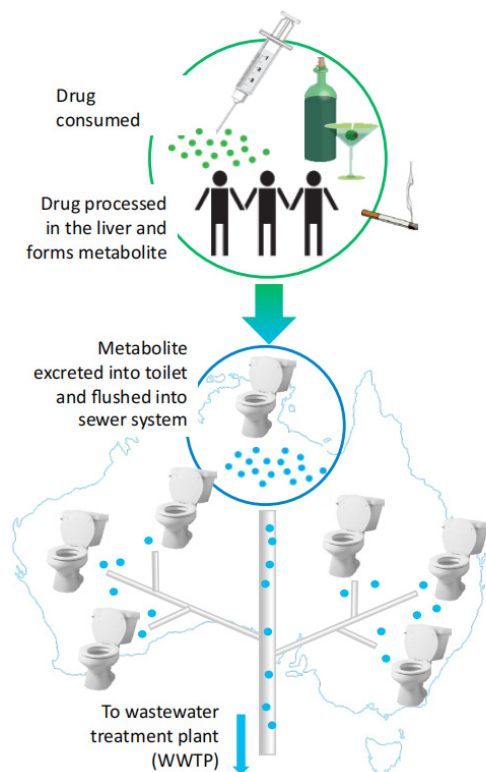 Drug
consumed
Drug processed
in the liver and
forms metabolite
Metabolite
excreted into toilet
and flushed into
sewer system
To wastewater
treatment plant
(WWTP)